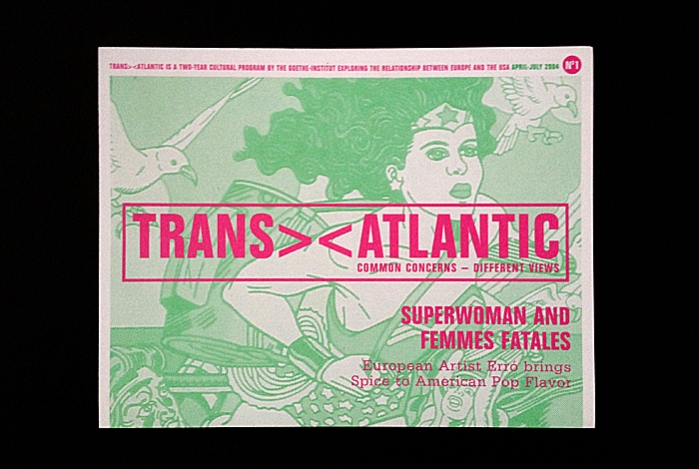 TRANS><ATLANTIC IS A TWO-YEAR CULTURAL PROGRAM BY THE GOETHE-INSTITUT EXPLORING THE RELATIONSHIP BETWEEN EUROPE AND THE USA APRIL-JULY 2004 Nº1
TRANS><ATLANTIC
COMMON CONCERNS – DIFFERENT VIEWS
SUPERWOMAN AND
FEMMES FATALES
European Artist Erró brings
Spice to American Pop Flavor